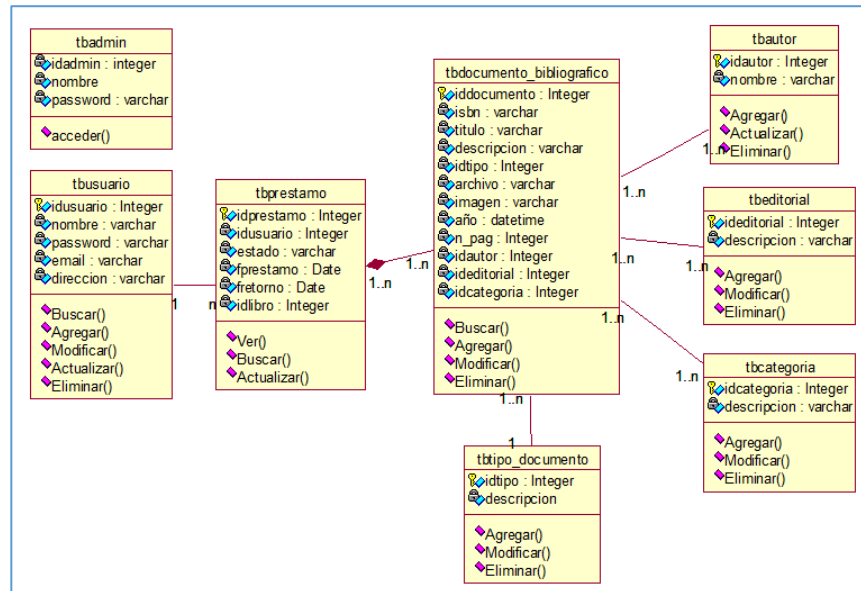 tbadmin
idadmin : integer
nombre
password : varchar
acceder()
tbusuario
idusuario : Integer
nombre : varchar
password : varchar
email : varchar
direccion : varchar
Buscar()
Agregar()
Modificar()
Actualizar()
Eliminar()
1
n
tbprestamo
idprestamo : Integer
idusuario : Integer
estado : varchar
fprestamo : Date
fretorno : Date
idlibro : Integer
Ver()
Buscar()
Actualizar()
1..n
1..n
tbdocumento_bibliografico
iddocumento : Integer
isbn : varchar
titulo : varchar
descripcion : varchar
idtipo : Integer
archivo : varchar
imagen : varchar
año : datetime
n_pag : Integer
idautor : Integer
ideditorial : Integer
idcategoria : Integer
Buscar()
Agregar()
Modificar()
Eliminar()
1..n
1
tbtipo_documento
idtipo : Integer
descripcion
Agregar()
Modificar()
Eliminar()
tbautor
idautor : Integer
nombre : varchar
Agregar()
Actualizar()
Eliminar()
1..n
1..n
tbeditorial
ideditorial : Integer
descripcion : varchar
Agregar()
Modificar()
Eliminar()
1..n
1..n
tbcategoria
idcategoria : Integer
descripcion : varchar
Agregar()
Modificar()
Eliminar()
1..n
1..n